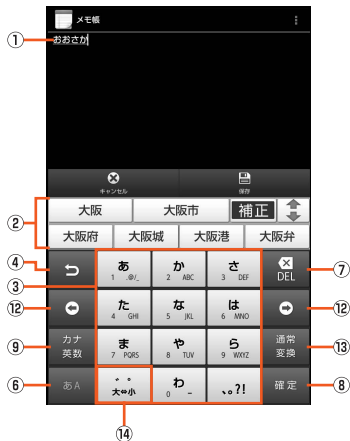 メモ帳
①
おおさか
キャンセル
保存
②
大阪
大阪市
補正
大阪府
大阪城
大阪港
大阪弁
④
③
あ
1 .@/_
か
2 ABC
さ
3 DEF
DEL
⑦
⑫
た
4 GHI
な
5 JKL
は
6 MNO
⑫
⑨
カナ
英数
ま
7 PQRS
や
8 TUV
ら
9 WXYZ
通常
変換
⑬
⑥
あA
゛゜
大⇔小
わ
0 ー
、。?!
確定
⑧
⑭